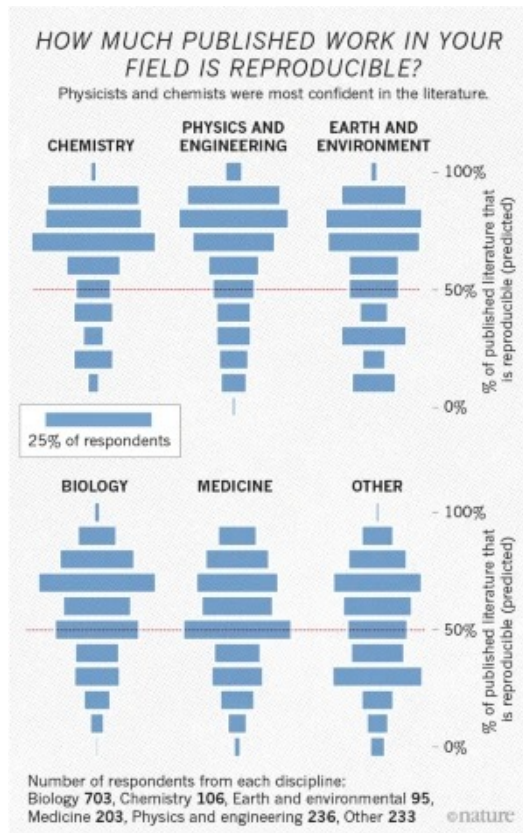 HOW MUCH PUBLISHED WORK IN YOUR
FIELD IS REPRODUCIBLE?
Physicists and chemists were most confident in the literature.
CHEMISTRY
PHYSICS AND
ENGINEERING
EARTH AND
ENVIRONMENT
100%
50%
0%
% of published literature that
is reproducible (predicted)
25% of respondents
BIOLOGY
MEDICINE
OTHER
100%
50%
0%
% of published literature that
is reproducible (predicted)
Number of respondents from each discipline:
Biology 703, Chemistry 106, Earth and environmental 95,
Medicine 203, Physics and engineering 236, Other 233
©nature